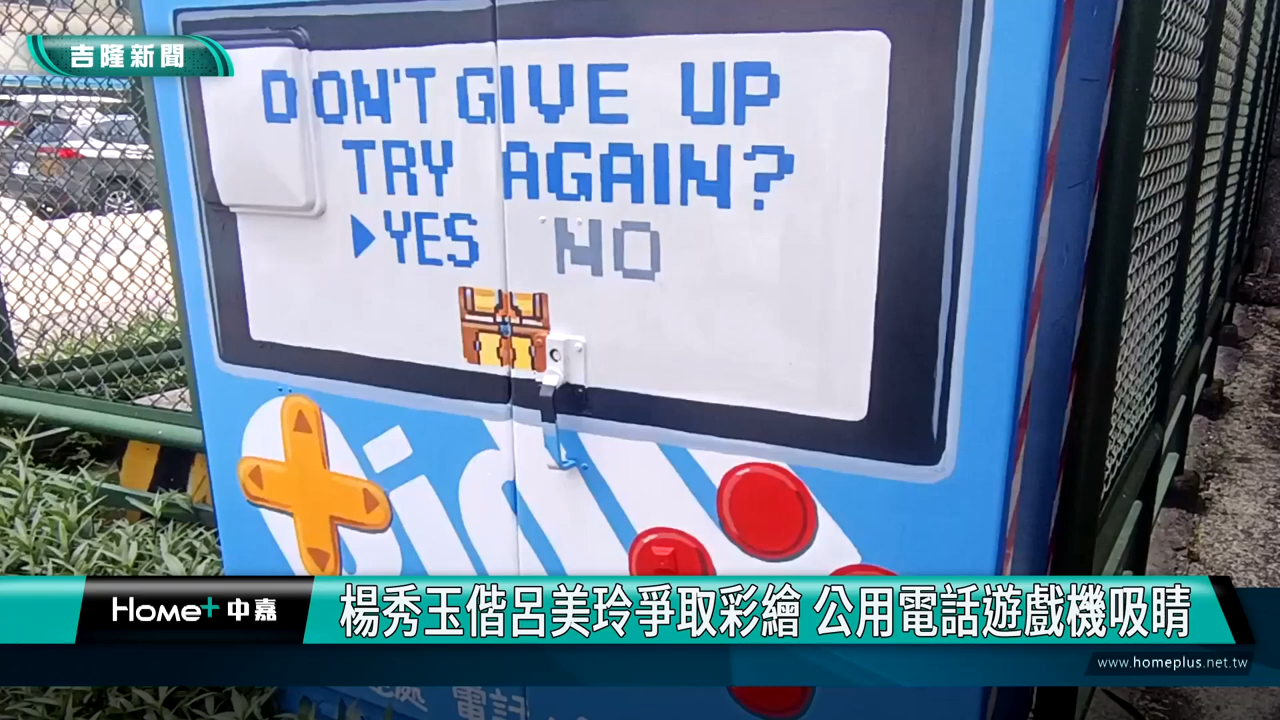 吉隆新聞
DON'T GIVE UP
TRY AGAIN?
▶YES NO
Home+中嘉
楊秀玉偕呂美玲爭取彩繪 公用電話遊戲機吸睛
www.homeplus.net.tw